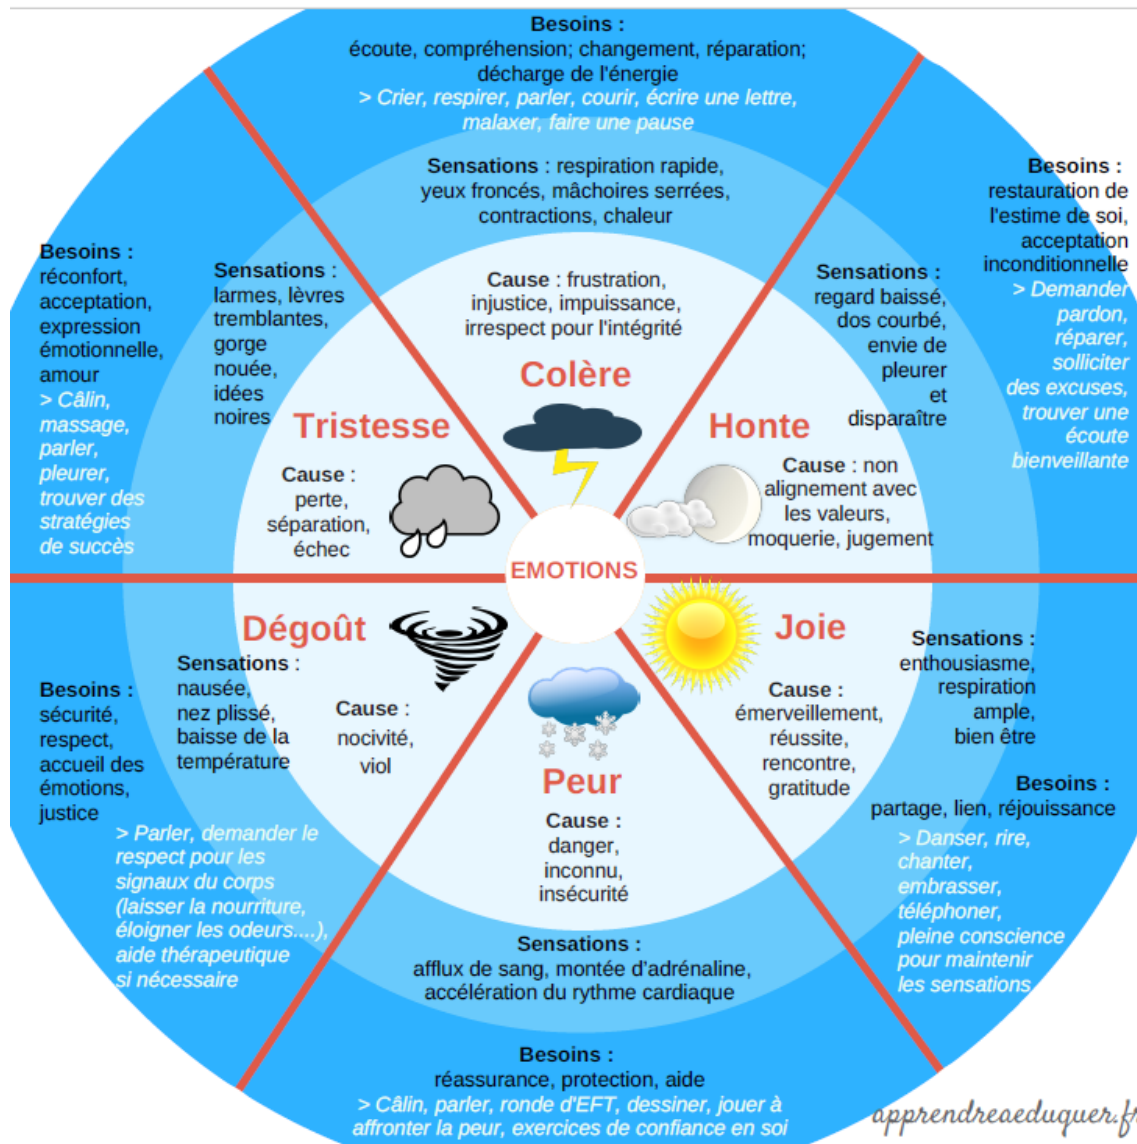 Besoins :
écoute, compréhension; changement, réparation;
décharge de l'énergie
> Crier, respirer, parler, courir, écrire une lettre,
malaxer, faire une pause
Sensations : respiration rapide,
yeux froncés, mâchoires serrées,
contractions, chaleur
Cause : frustration,
injustice, impuissance,
irrespect pour l'intégrité
Colère
Besoins :
restauration de
l'estime de soi,
acceptation
inconditionnelle
> Demander
pardon,
réparer,
solliciter
des excuses,
trouver une
écoute
bienveillante
Sensations :
regard baissé,
dos courbé,
envie de
pleurer
et
disparaître
Honte
Cause : non
alignement avec
les valeurs,
moquerie, jugement
Besoins :
réconfort,
acceptation,
expression
émotionnelle,
amour
> Câlin,
massage,
parler,
pleurer,
trouver des
stratégies
de succès
Sensations :
larmes, lèvres
tremblantes,
gorge
nouée,
idées
noires
Tristesse
Cause :
perte,
séparation,
échec
EMOTIONS
Dégoût
Sensations :
nausée,
nez plissé,
baisse de la
température
Cause :
nocivité,
viol
Besoins :
sécurité,
respect,
accueil des
émotions,
justice
> Parler, demander le
respect pour les
signaux du corps
(laisser la nourriture,
éloigner les odeurs....),
aide thérapeutique
si nécessaire
Joie
Cause :
émerveillement,
réussite,
rencontre,
gratitude
Sensations :
enthousiasme,
respiration
ample,
bien être
Besoins :
partage, lien, réjouissance
> Danser, rire,
chanter,
embrasser,
téléphoner,
pleine conscience
pour maintenir
les sensations
Peur
Cause :
danger,
inconnu,
insécurité
Sensations :
afflux de sang, montée d'adrénaline,
accélération du rythme cardiaque
Besoins :
réassurance, protection, aide
> Câlin, parler, ronde d'EFT, dessiner, jouer à
affronter la peur, exercices de confiance en soi
apprendreaeduquer.fr